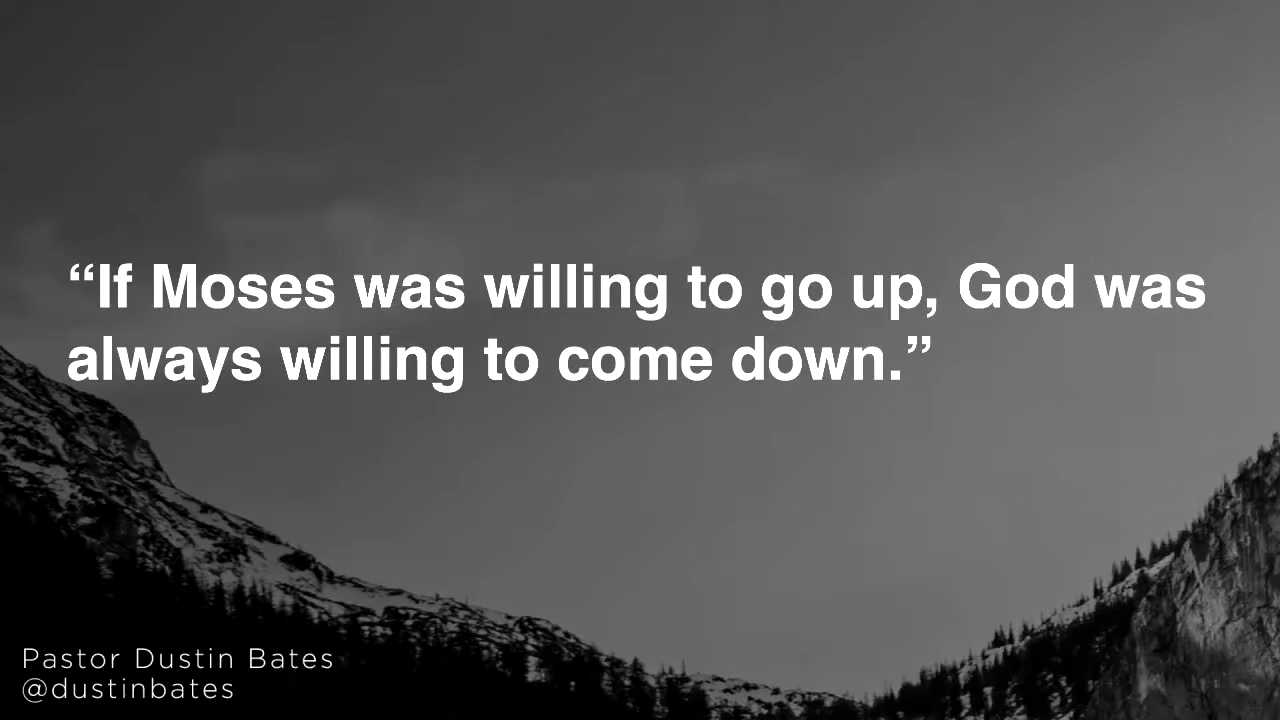 “If Moses was willing to go up, God was
always willing to come down.”
Pastor Dustin Bates
@dustinbates